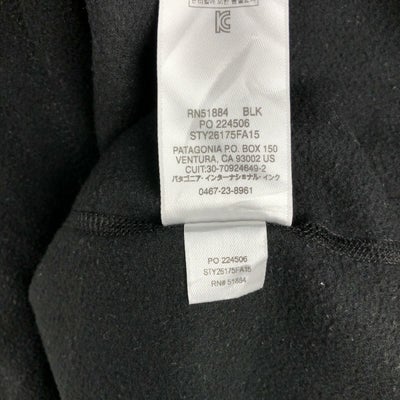 RN51884 BLK
PO 224506
STY26175FA15
PATAGONIA P.O. BOX 150
VENTURA, CA 93002 US
CUIT:30-70924649-2
パタゴニア・インターナショナル・インク
0467-23-8961
PO 224506
STY26175FA15
RN# 51884